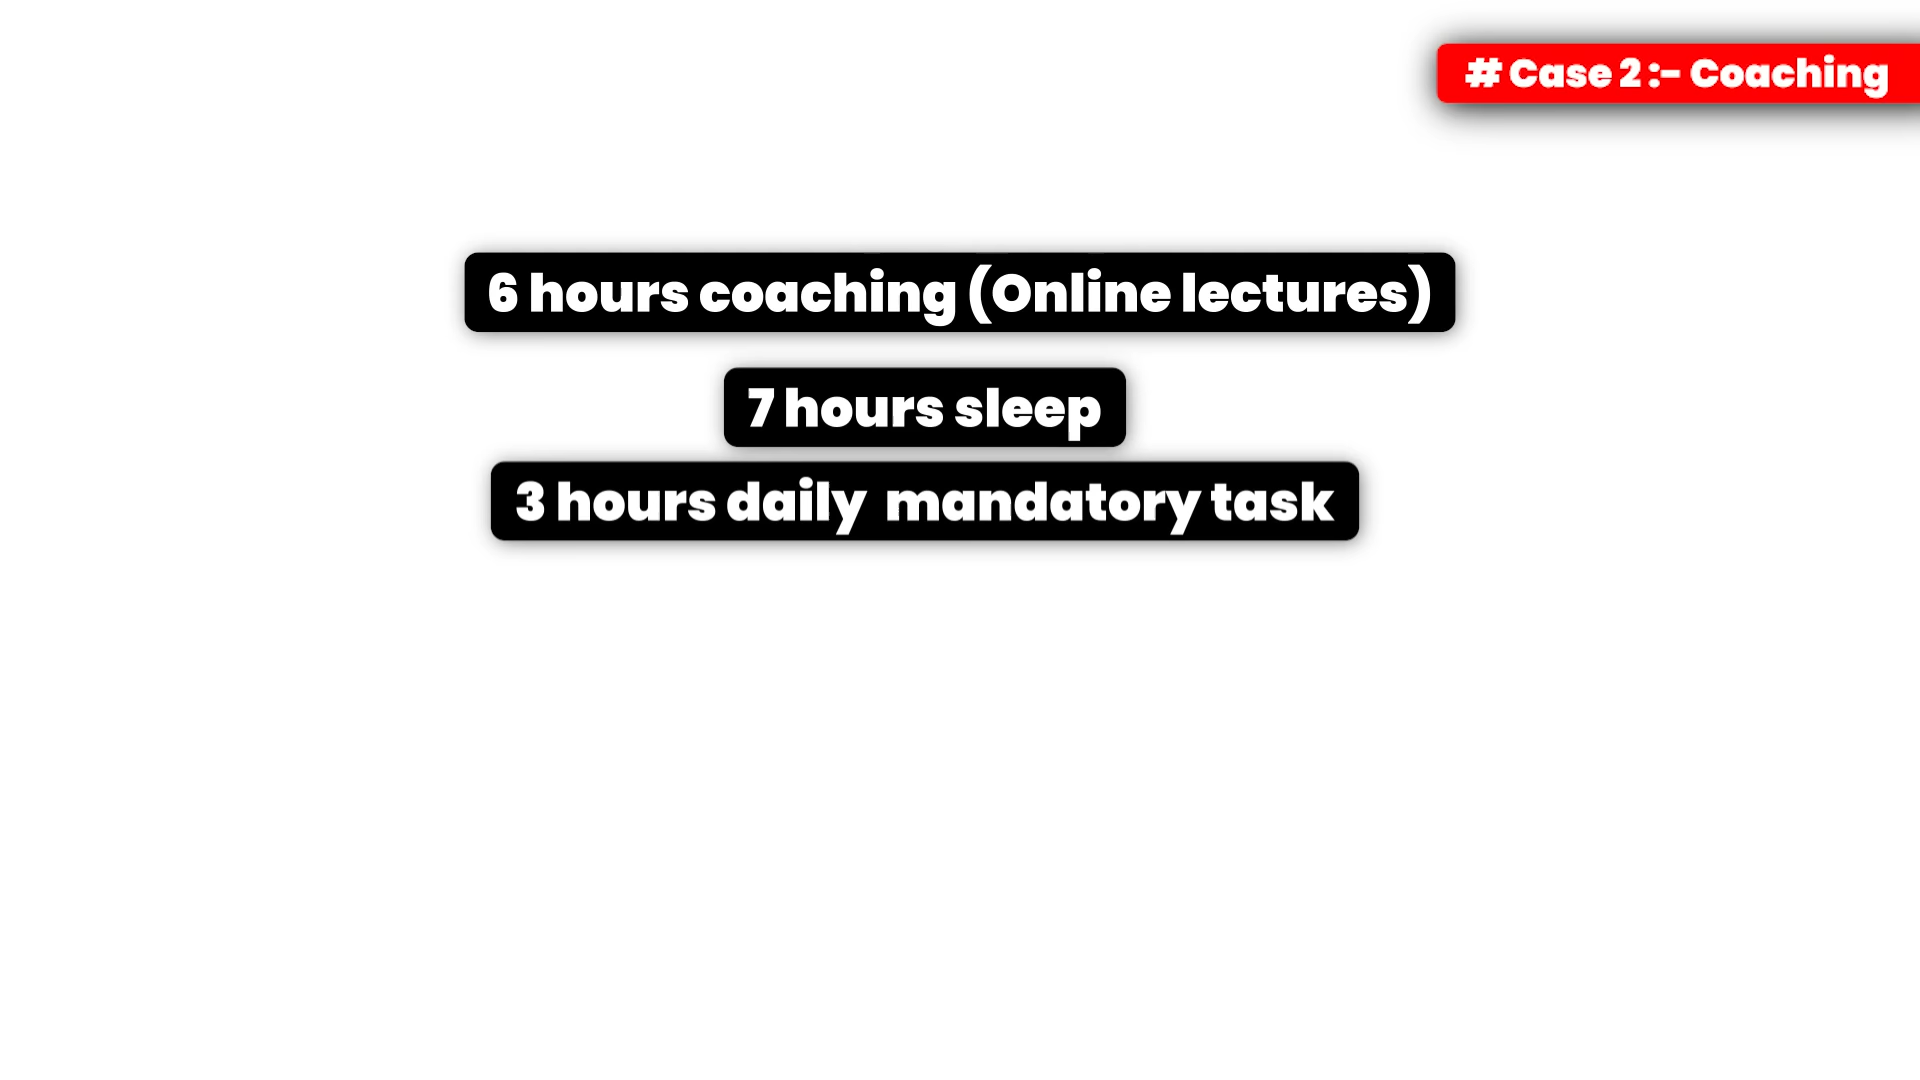 # Case 2 :- Coaching
6 hours coaching (Online lectures)
7 hours sleep
3 hours daily  mandatory task